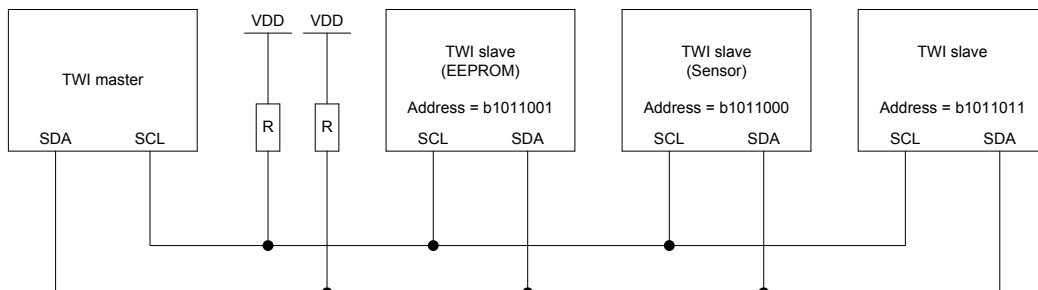 TWI master
SDA SCL
VDD VDD
R R
TWI slave
(EEPROM)
Address = b1011001
SCL SDA
TWI slave
(Sensor)
Address = b1011000
SCL SDA
TWI slave
Address = b1011011
SCL SDA